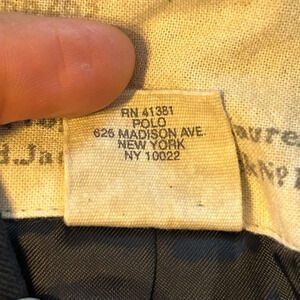 RN 41381
POLO
626 MADISON AVE.
NEW YORK
NY 10022